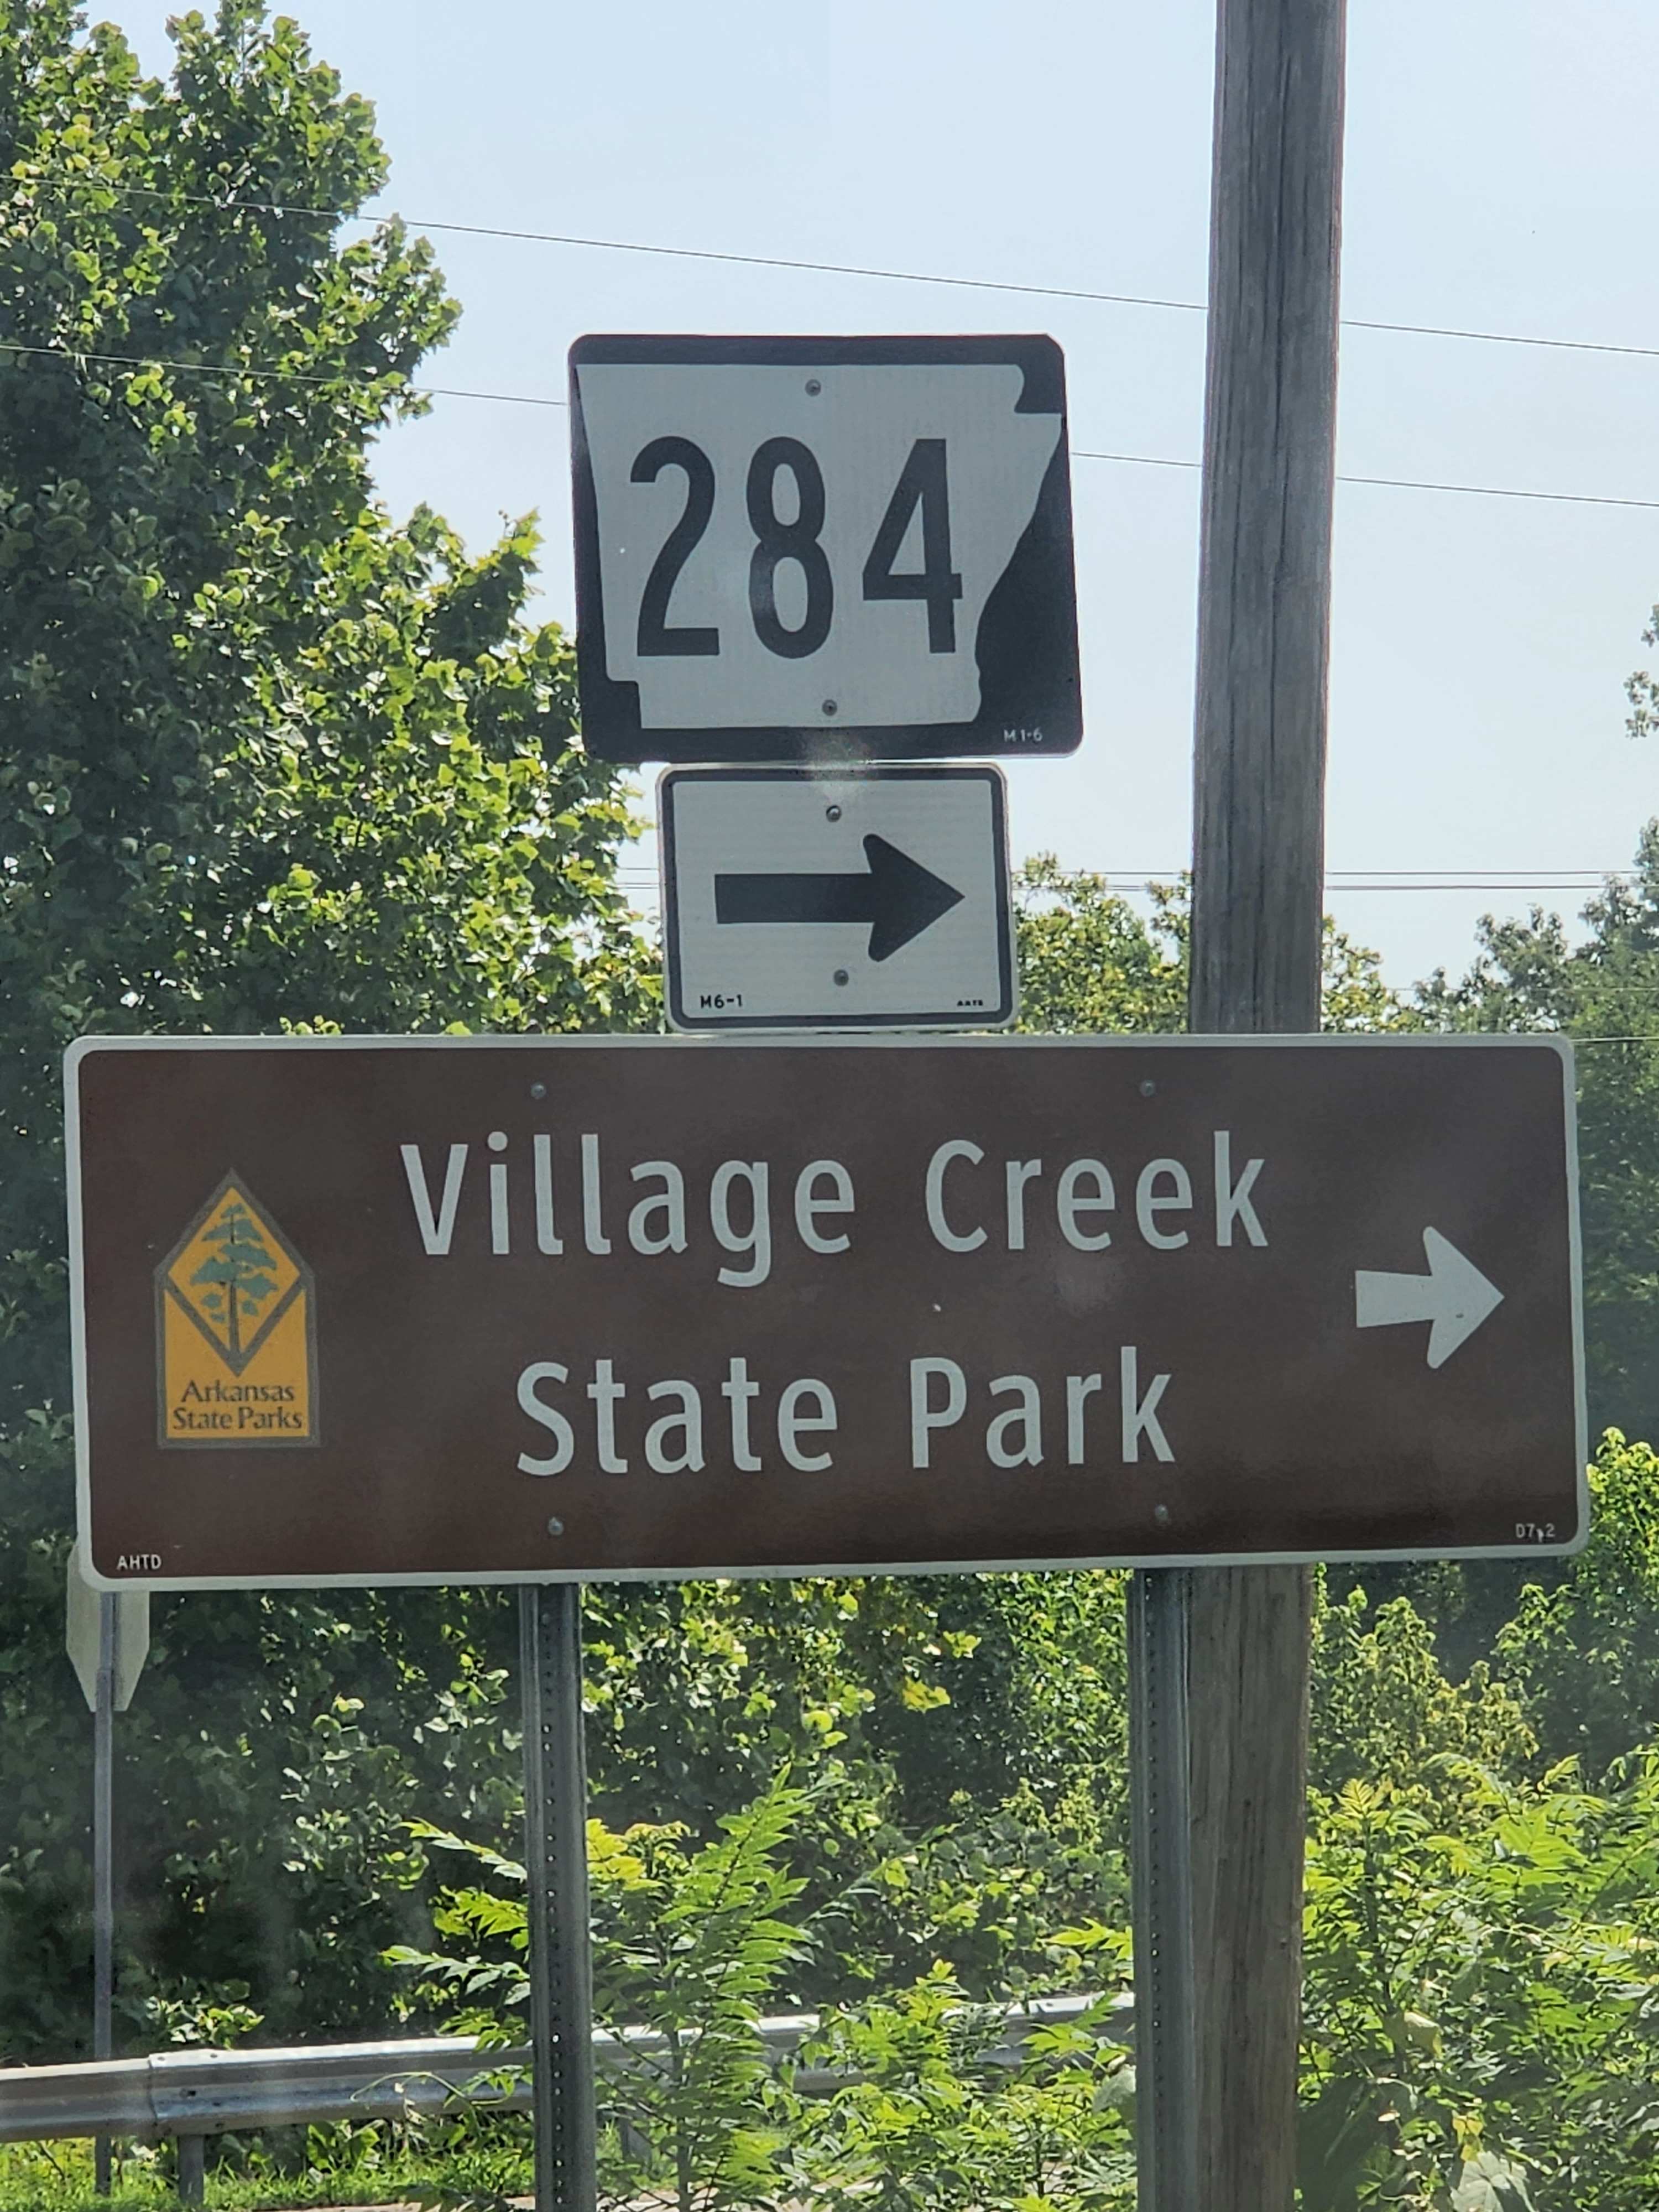 284
M1-6
M6-1
Village Creek
State Park
Arkansas
State Parks
AHTD